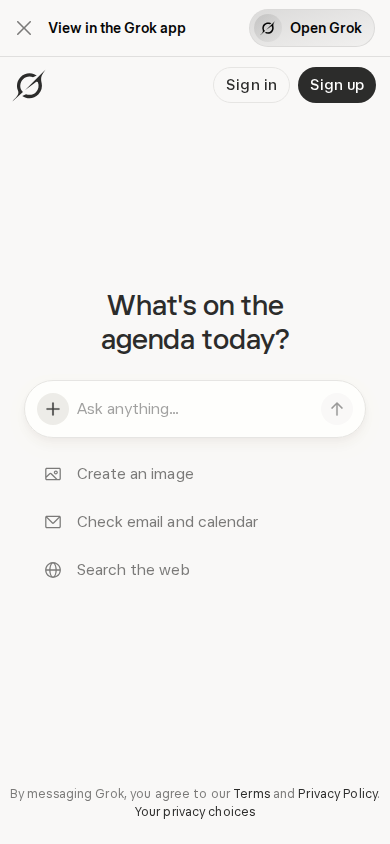 View in the Grok app
Open Grok
Sign in
Sign up
What's on the
agenda today?
Ask anything...
Create an image
Check email and calendar
Search the web
By messaging Grok, you agree to our Terms and Privacy Policy.
Your privacy choices